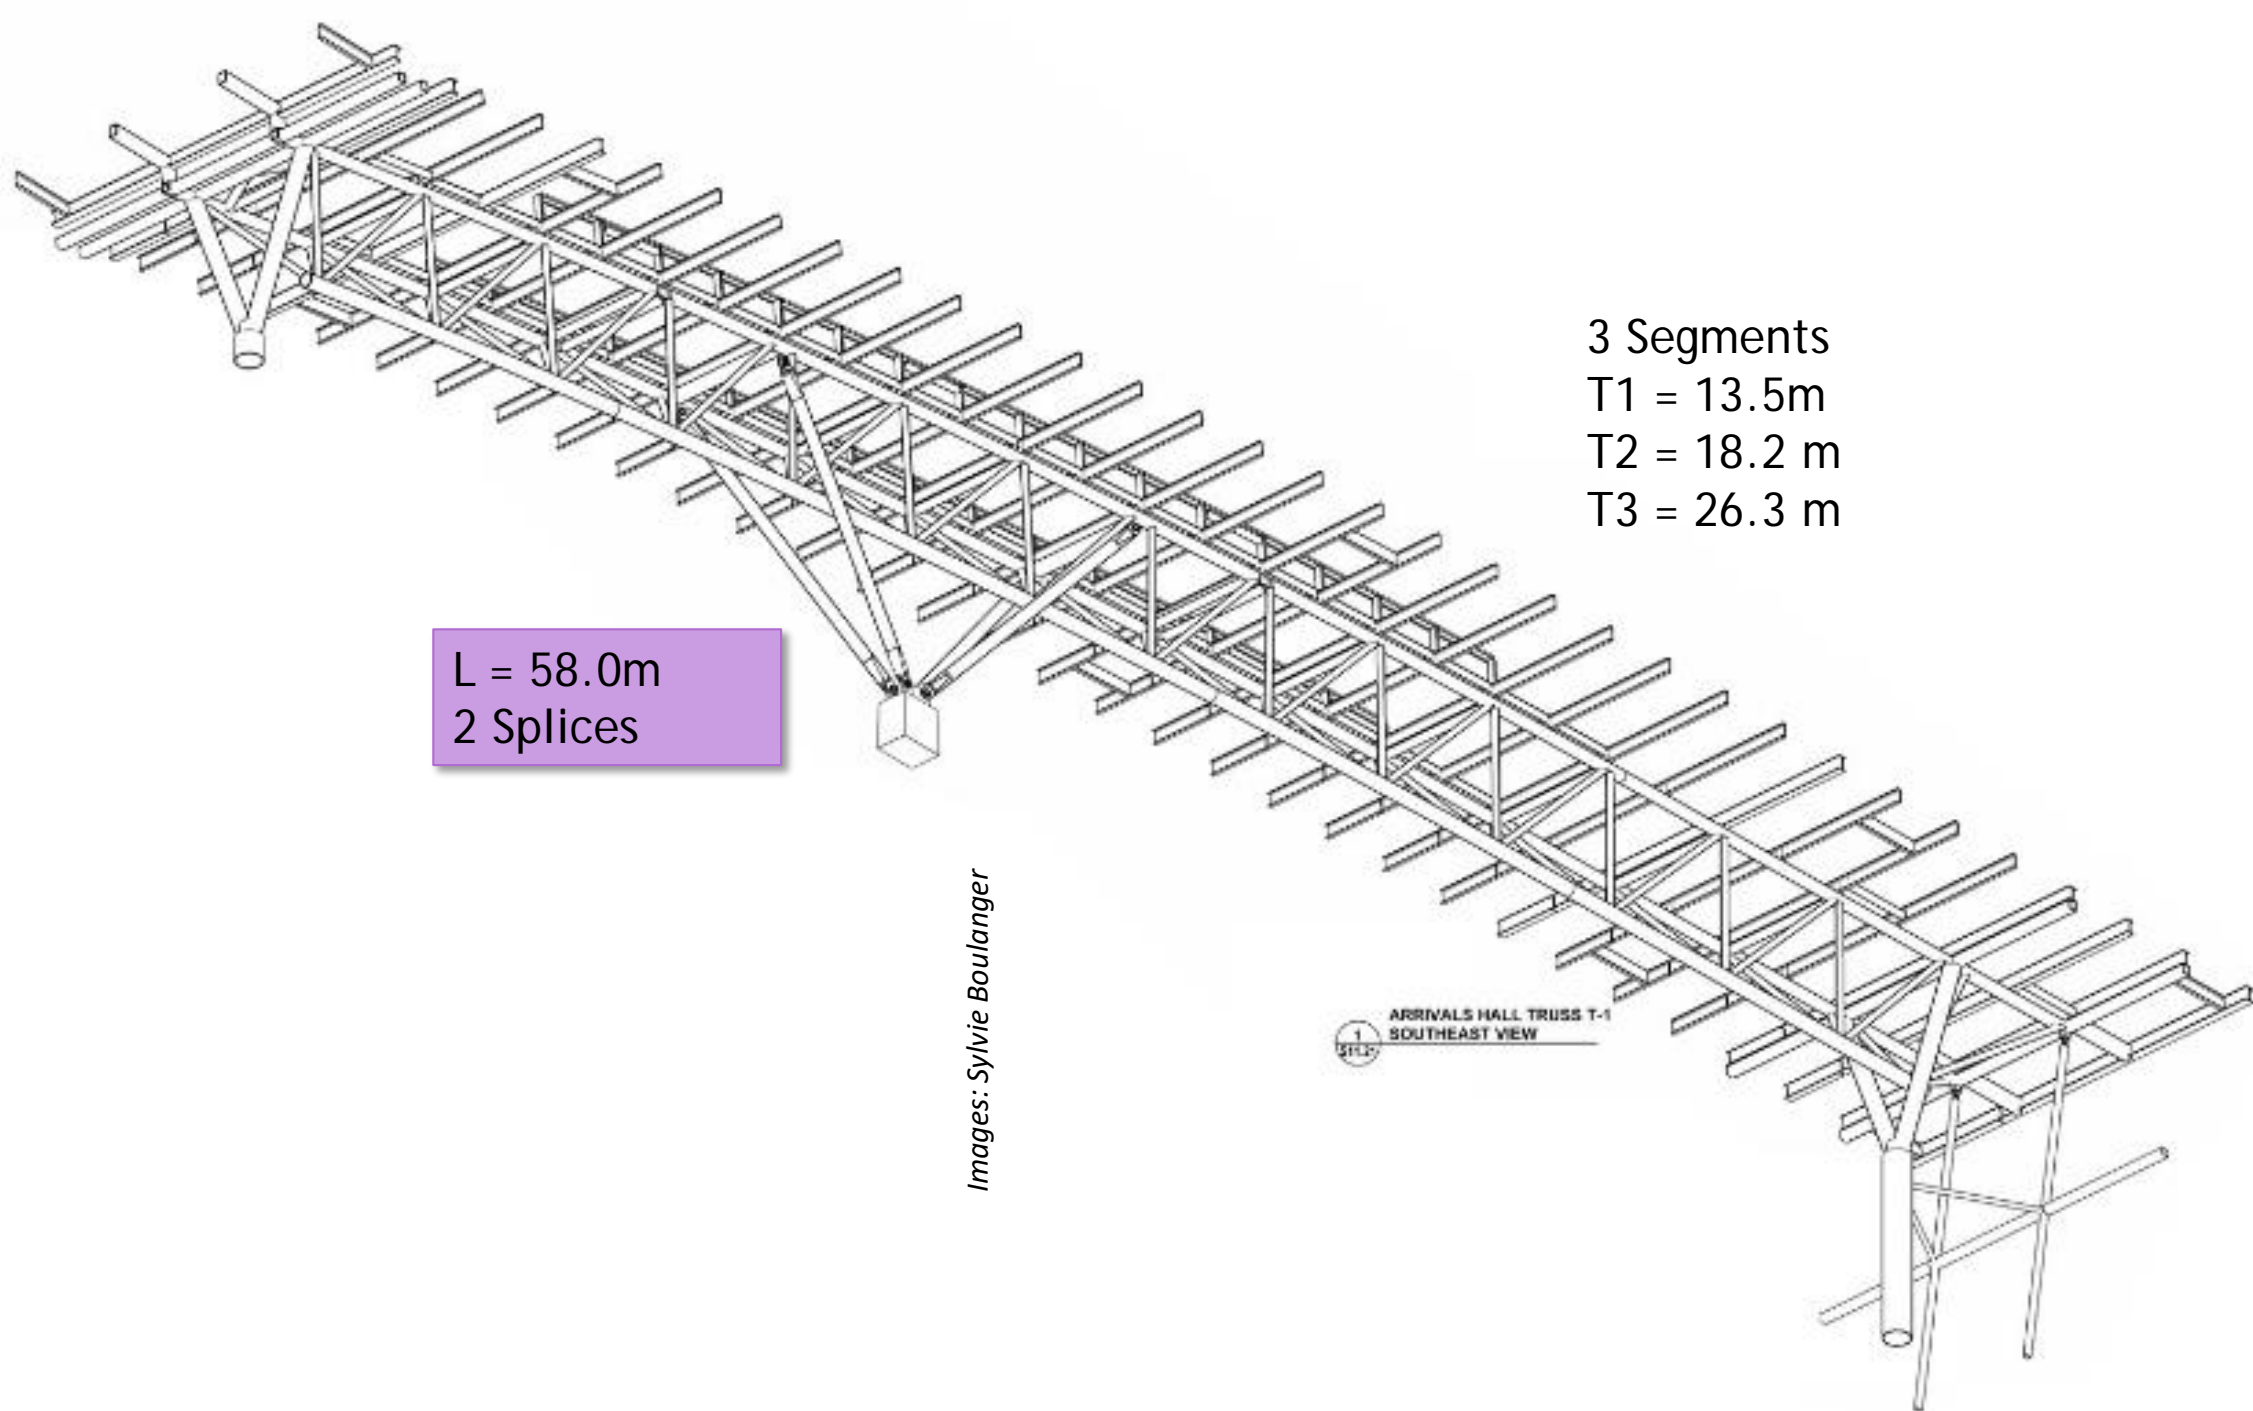 3 Segments
T1 = 13.5m
T2 = 18.2 m
T3 = 26.3 m
L = 58.0m
2 Splices
Images: Sylvie Boulanger
1
ARRIVALS HALL TRUSS T-1
SOUTHEAST VIEW